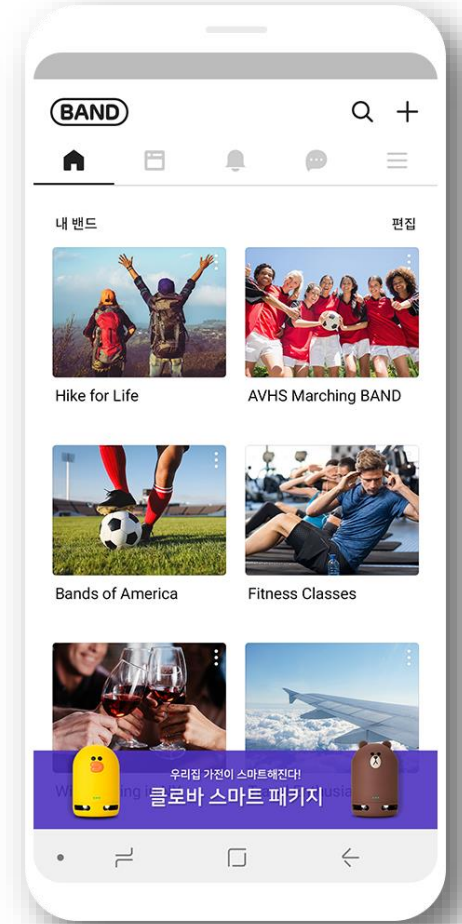 BAND
내 밴드 편집
Hike for Life AVHS Marching BAND
Bands of America Fitness Classes
우리집 가전이 스마트해진다!
클로바 스마트 패키지